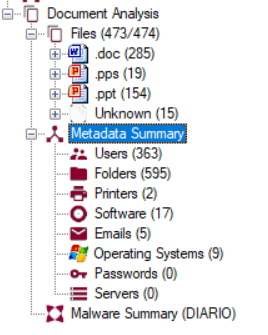 Document Analysis
Files (473/474)
.doc (285)
.pps (19)
.ppt (154)
Unknown (15)
Metadata Summary
Users (363)
Folders (595)
Printers (2)
Software (17)
Emails (5)
Operating Systems (9)
Passwords (0)
Servers (0)
Malware Summary (DIARIO)